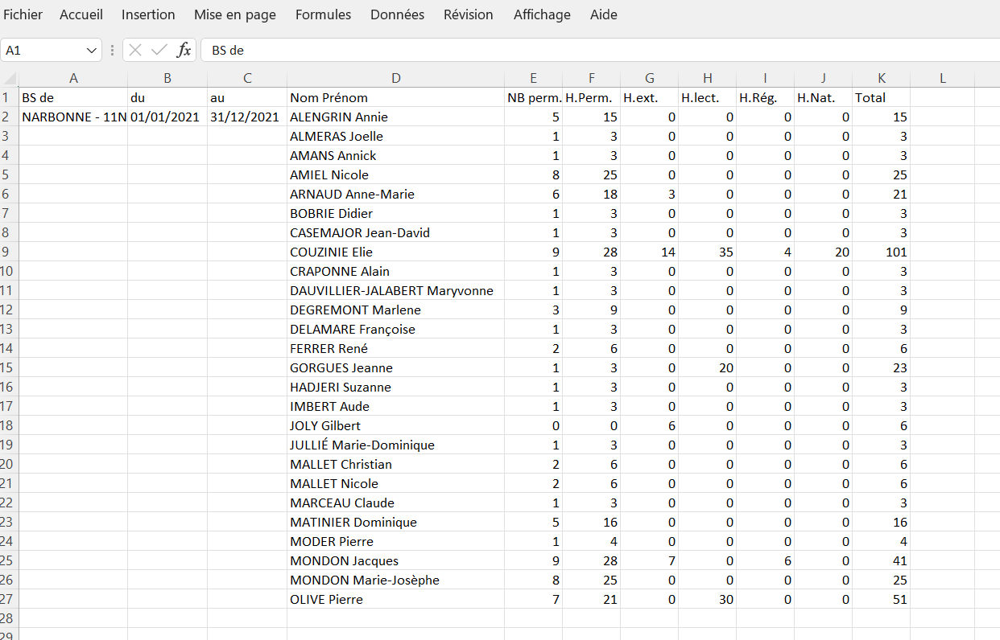 Fichier Accueil Insertion Mise en page Formules Données Révision Affichage Aide
A1 fx BS de
A B C D E F G H I J K L
1 BS de du au Nom Prénom NB perm. H.Perm. H.ext. H.lect. H.Rég. H.Nat. Total
2 NARBONNE - 11N 01/01/2021 31/12/2021 ALENGRIN Annie 5 15 0 0 0 0 15
3 ALMERAS Joelle 1 3 0 0 0 0 3
4 AMANS Annick 1 3 0 0 0 0 3
5 AMIEL Nicole 8 25 0 0 0 0 25
6 ARNAUD Anne-Marie 6 18 3 0 0 0 21
7 BOBRIE Didier 1 3 0 0 0 0 3
8 CASEMAJOR Jean-David 1 3 0 0 0 0 3
9 COUZINIE Elie 9 28 14 35 4 20 101
10 CRAPONNE Alain 1 3 0 0 0 0 3
11 DAUVILLIER-JALABERT Maryvonne 1 3 0 0 0 0 3
12 DEGREMONT Marlene 3 9 0 0 0 0 9
13 DELAMARE Françoise 1 3 0 0 0 0 3
14 FERRER René 2 6 0 0 0 0 6
15 GORGUES Jeanne 1 3 0 20 0 0 23
16 HADJERI Suzanne 1 3 0 0 0 0 3
17 IMBERT Aude 1 3 0 0 0 0 3
18 JOLY Gilbert 0 0 6 0 0 0 6
19 JULLIÉ Marie-Dominique 1 3 0 0 0 0 3
20 MALLET Christian 2 6 0 0 0 0 6
21 MALLET Nicole 2 6 0 0 0 0 6
22 MARCEAU Claude 1 3 0 0 0 0 3
23 MATINIER Dominique 5 16 0 0 0 0 16
24 MODER Pierre 1 4 0 0 0 0 4
25 MONDON Jacques 9 28 7 0 6 0 41
26 MONDON Marie-Josèphe 8 25 0 0 0 0 25
27 OLIVE Pierre 7 21 0 30 0 0 51
28
29